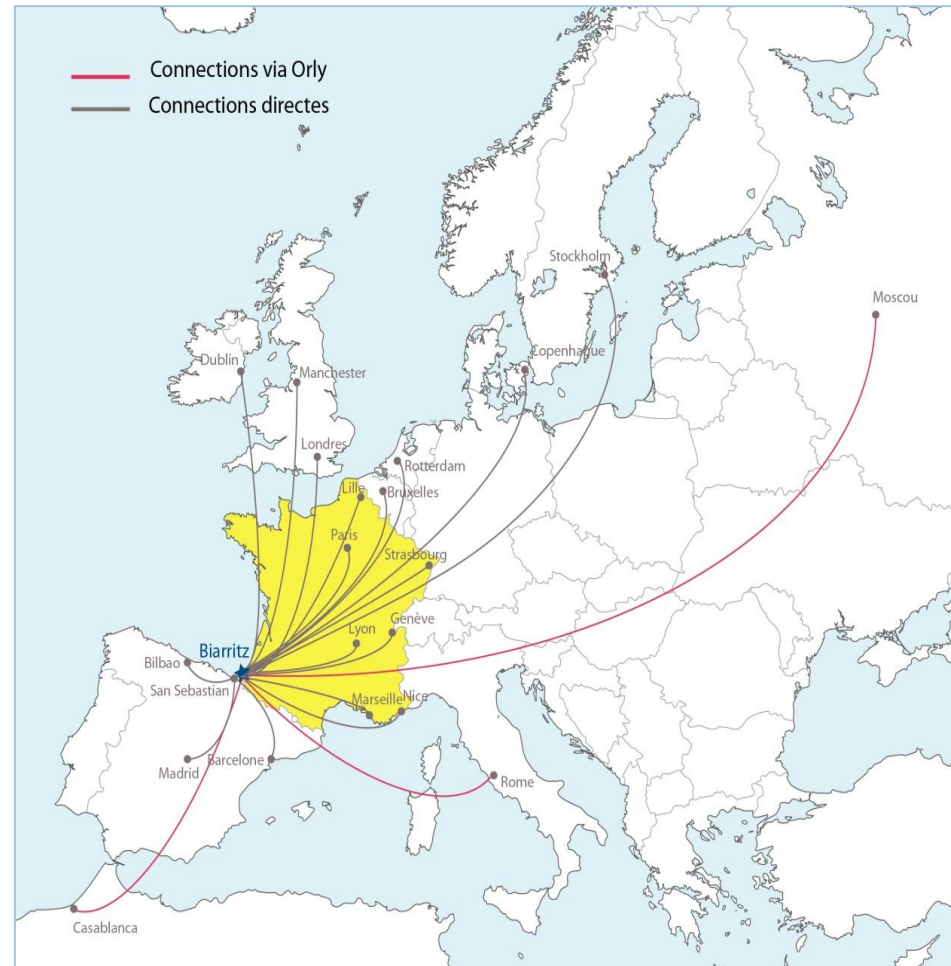 Connections via Orly
Connections directes
Stockholm
Moscou
Copenhague
Dublin
Manchester
Londres
Rotterdam
Lille
Bruxelles
Paris
Strasbourg
Genève
Lyon
Biarritz
Bilbao
San Sebastian
Marseille
Nice
Madrid
Barcelone
Rome
Casablanca